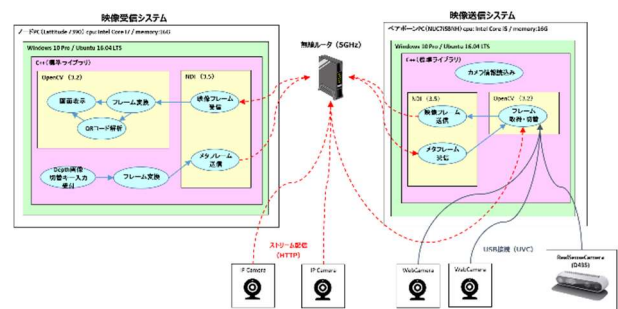 映像受信システム
ノートPC (Lattitude 7390) cpu: Intel Core i7 / memory:16G
Windows 10 Pro / Ubuntu 16.04 LTS
C++(標準ライブラリ)
OpenCV (3.2)
NDI (3.5)
画面表示
フレーム変換
映像フレーム
受信
QRコード解析
メタフレーム
送信
Depth画像
切替キー入力
受付
フレーム変換
無線ルータ (5GHz)
ストリーム配信
(HTTP)
IP Camera
IP Camera
映像送信システム
ベアボーンPC (NUC7i5BNH) cpu: Intel Core i5 / memory:16G
Windows 10 Pro / Ubuntu 16.04 LTS
C++(標準ライブラリ)
カメラ情報読込み
NDI (3.5)
OpenCV (3.2)
映像フレーム
送信
フレーム
取得・切替
メタフレーム
受信
USB接続 (UVC)
WebCamera
WebCamera
RealSenseCamera
(D435)